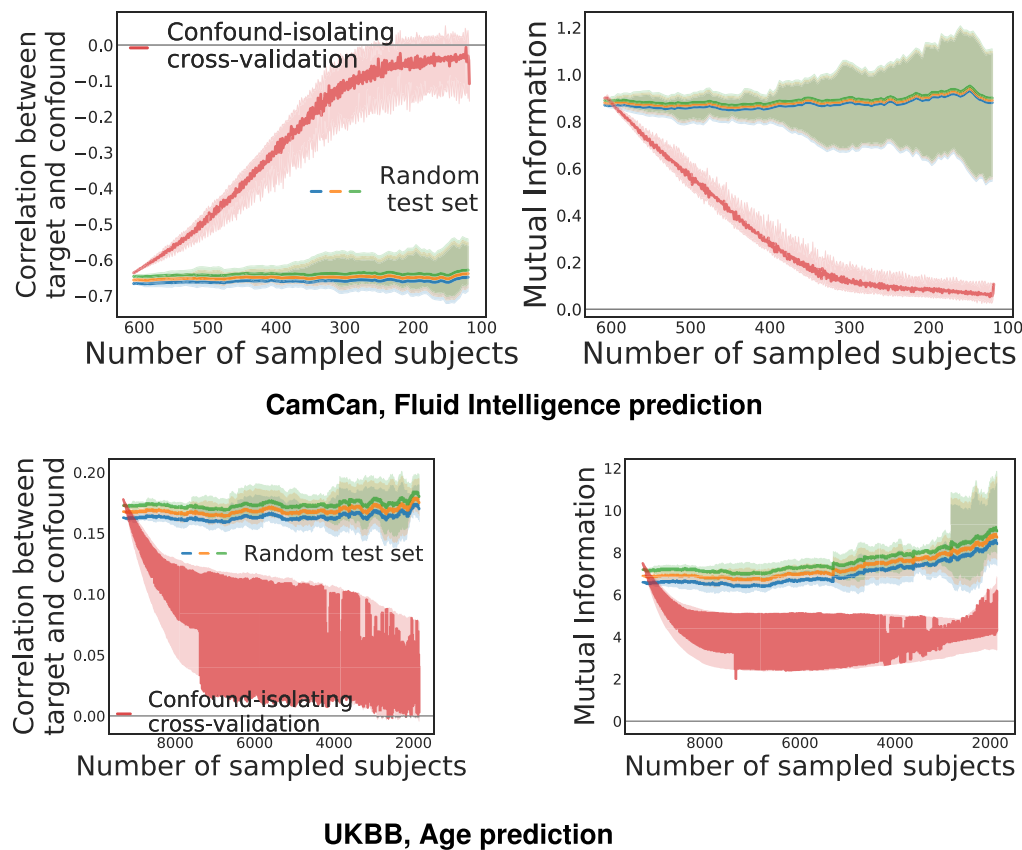 Correlation between
target and confound
0.0
−0.1
−0.2
−0.3
−0.4
−0.5
−0.6
−0.7
Confound-isolating
cross-validation
Random
test set
600 500 400 300 200 100
Number of sampled subjects
Mutual Information
1.2
1.0
0.8
0.6
0.4
0.2
0.0
600 500 400 300 200 100
Number of sampled subjects
CamCan, Fluid Intelligence prediction
Correlation between
target and confound
0.20
0.15
0.10
0.05
0.00
Random test set
Confound-isolating
cross-validation
8000 6000 4000 2000
Number of sampled subjects
Mutual Information
12
10
8
6
4
2
0
8000 6000 4000 2000
Number of sampled subjects
UKBB, Age prediction